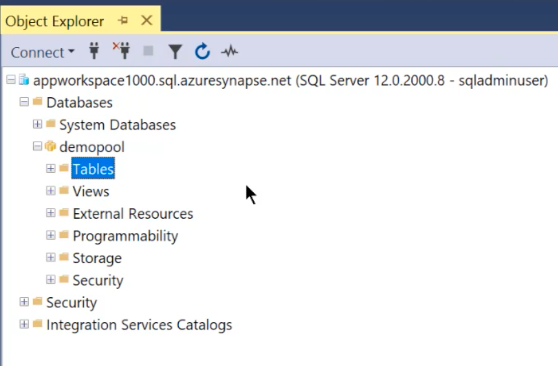 Object Explorer
Connect
appworkspace1000.sql.azuresynapse.net (SQL Server 12.0.2000.8 - sqladminuser)
Databases
System Databases
demopool
Tables
Views
External Resources
Programmability
Storage
Security
Security
Integration Services Catalogs